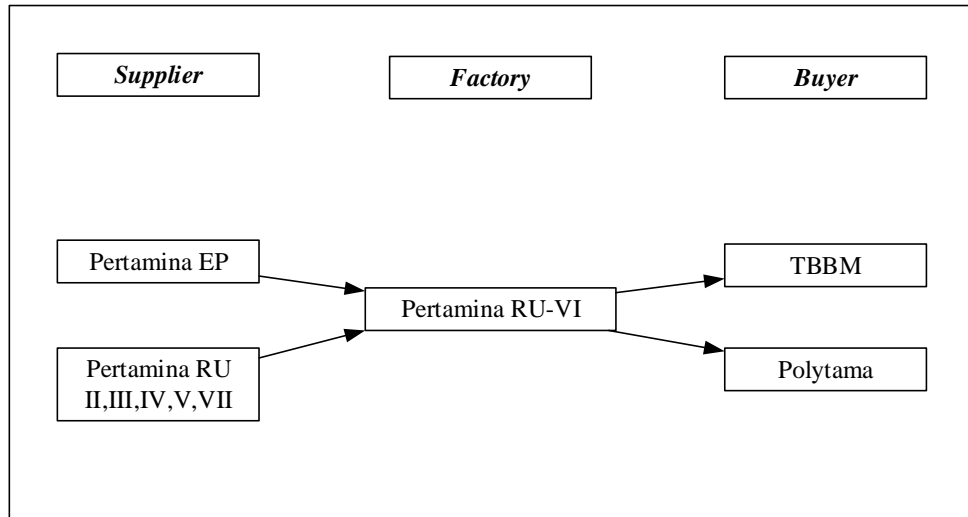 Supplier
Factory
Buyer
Pertamina EP
TBBM
Pertamina RU-VI
Pertamina RU
II,III,IV,V,VII
Polytama